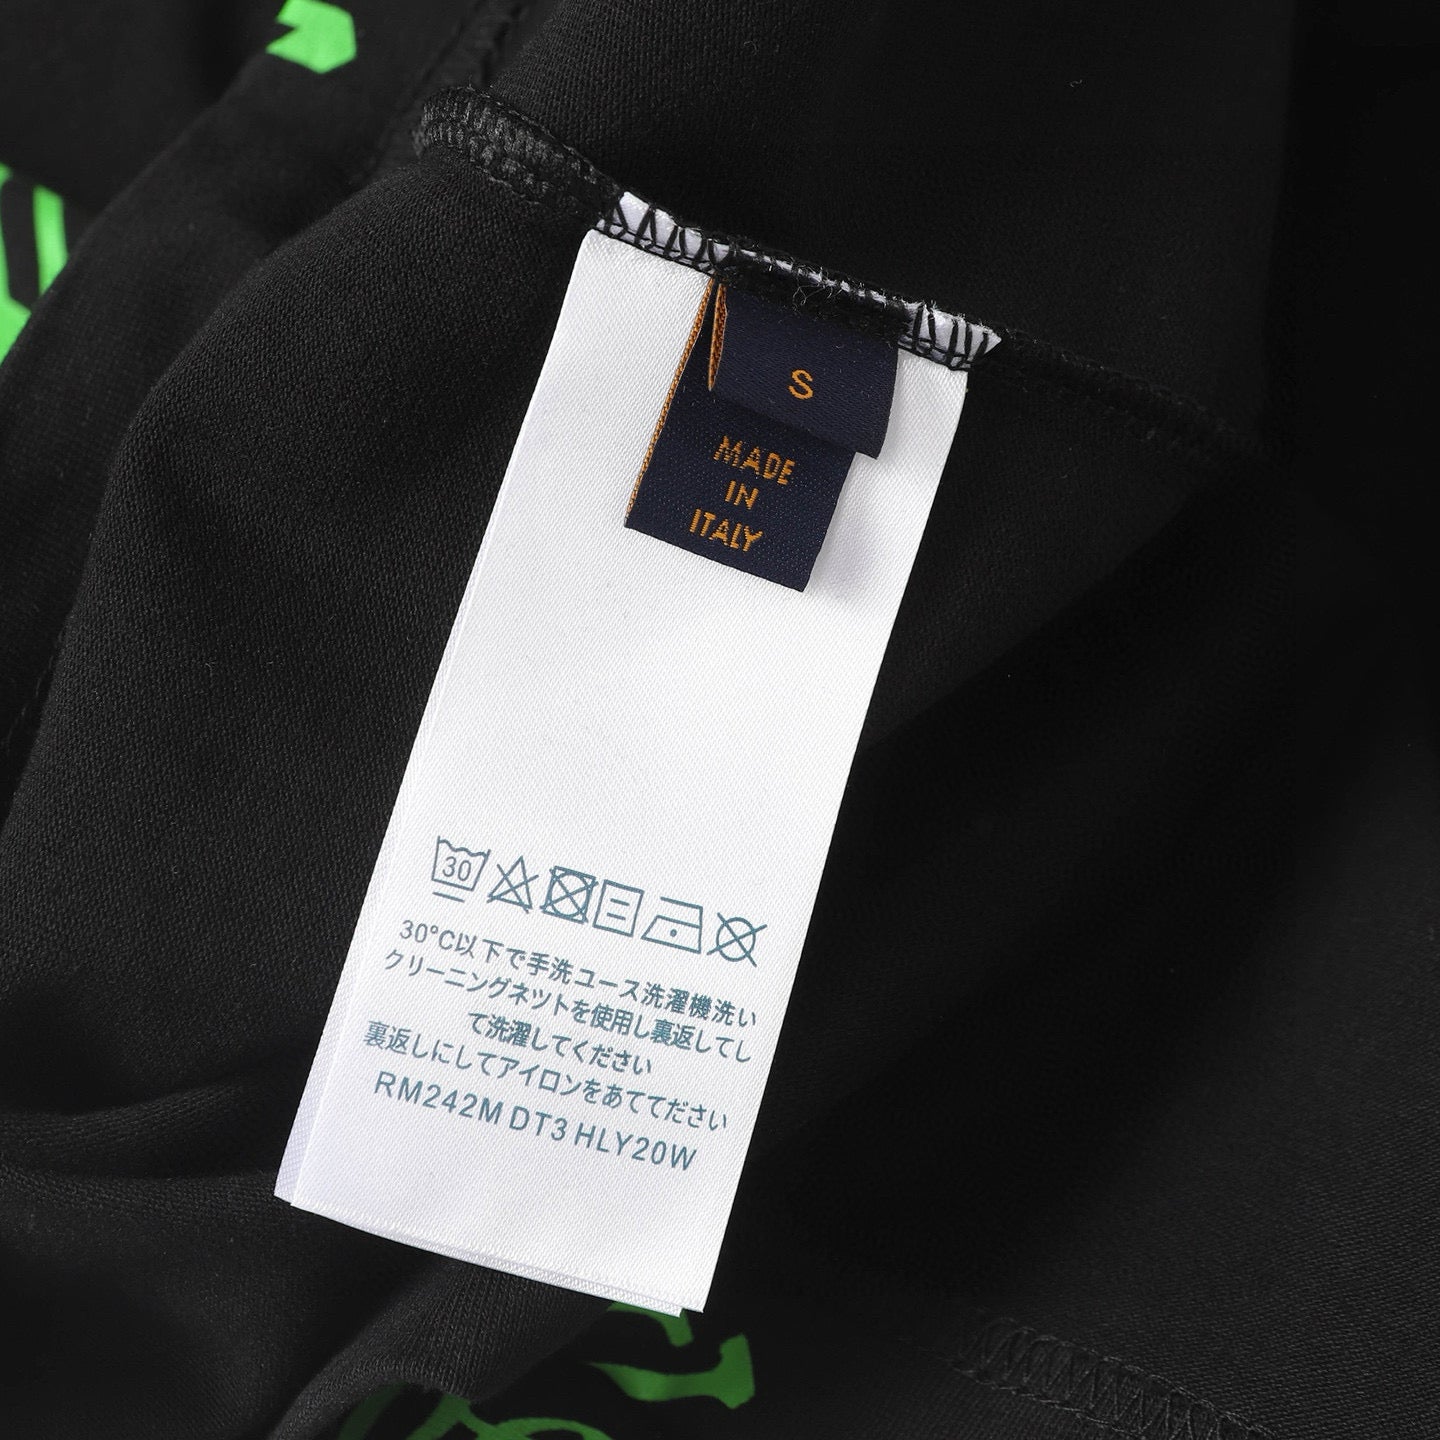 S
MADE
IN
ITALY
30
30°C以下で手洗ユース洗濯機洗い
クリーニングネツトを使用し裏返してし
て洗濯してください
裏返しにしてアイロンをあててださい
RM242M DT3 HLY20W